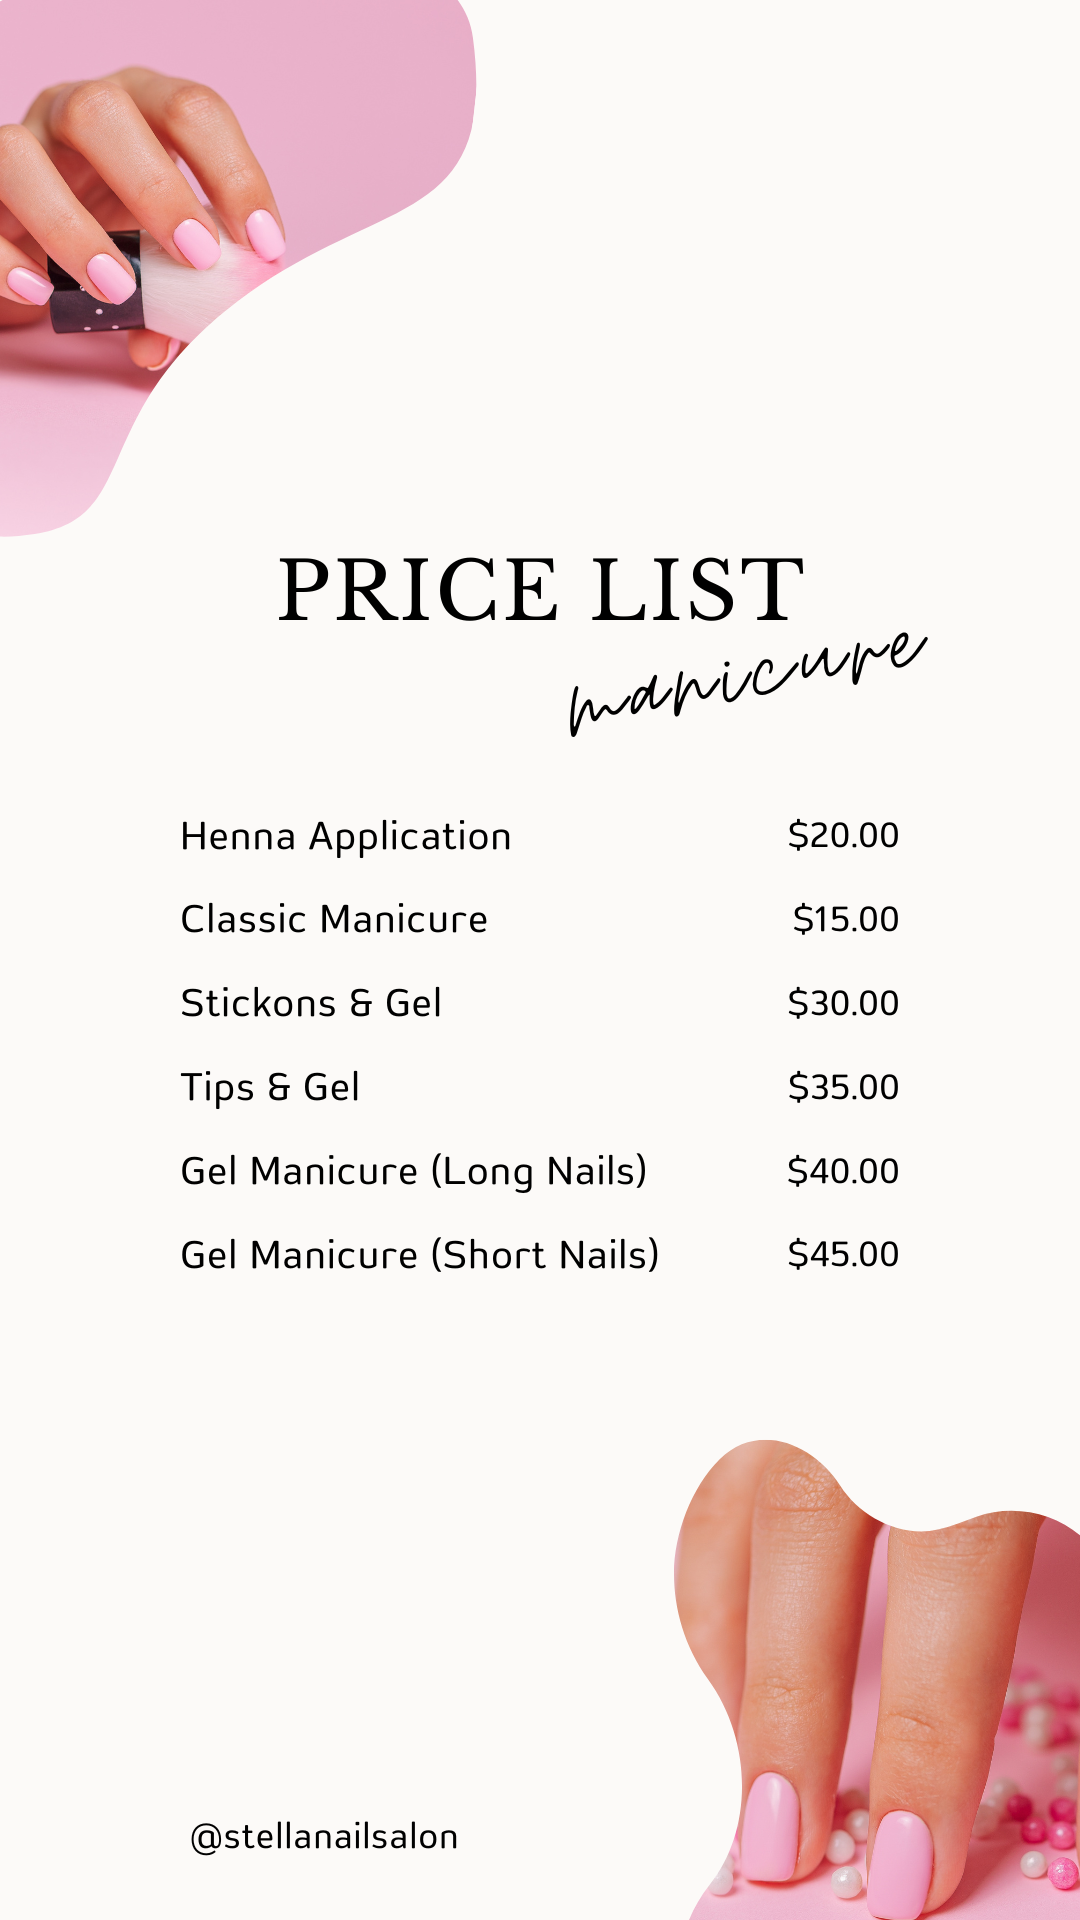 PRICE LIST
manicure
Henna Application $20.00
Classic Manicure $15.00
Stickons & Gel $30.00
Tips & Gel $35.00
Gel Manicure (Long Nails) $40.00
Gel Manicure (Short Nails) $45.00
@stellanailsalon